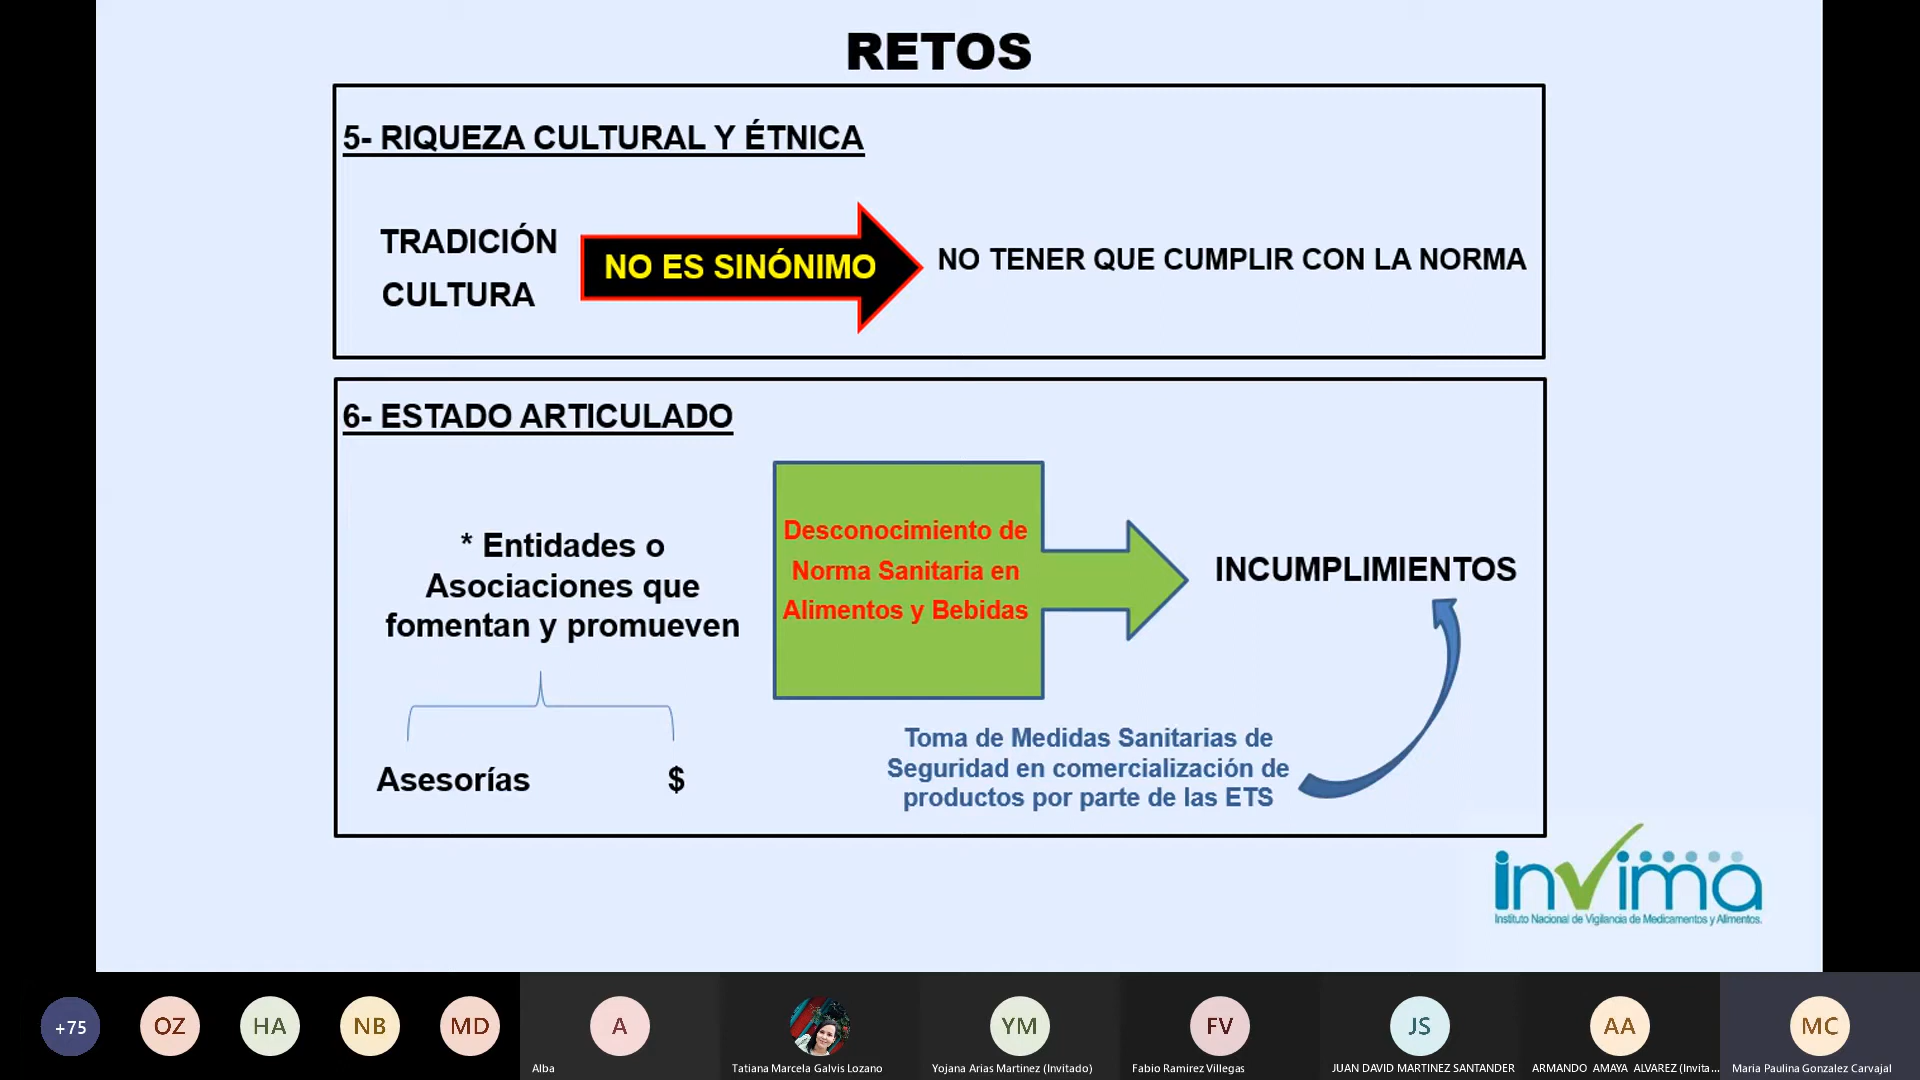 RETOS
5- RIQUEZA CULTURAL Y ÉTNICA
TRADICIÓN
CULTURA
NO ES SINÓNIMO
NO TENER QUE CUMPLIR CON LA NORMA
6- ESTADO ARTICULADO
* Entidades o
Asociaciones que
fomentan y promueven
Asesorías
$
Desconocimiento de
Norma Sanitaria en
Alimentos y Bebidas
INCUMPLIMIENTOS
Toma de Medidas Sanitarias de
Seguridad en comercialización de
productos por parte de las ETS
invima
Instituto Nacional de Vigilancia de Medicamentos y Alimentos.
+75
OZ
HA
NB
MD
A
Alba
Tatiana Marcela Galvis Lozano
YM
Yojana Arias Martinez (Invitado)
FV
Fabio Ramirez Villegas
JS
JUAN DAVID MARTINEZ SANTANDER
AA
ARMANDO AMAYA ALVAREZ (Invita...
MC
Maria Paulina Gonzalez Carvajal